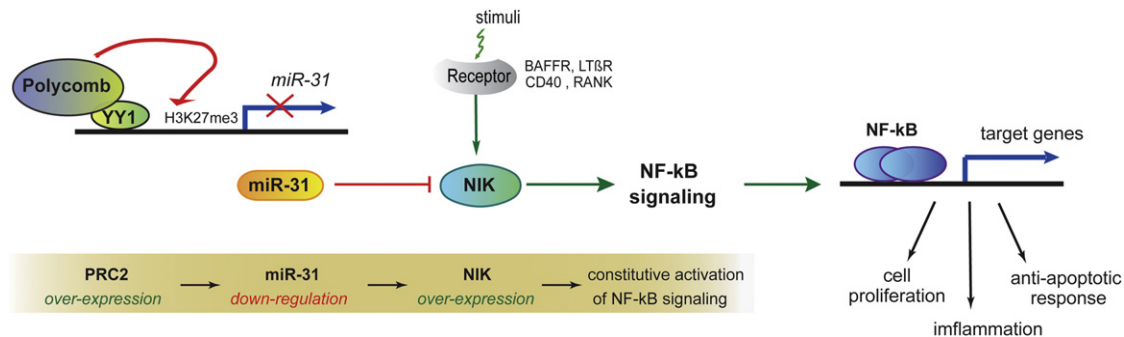 stimuli
Receptor
BAFFR, LTßR
CD40 , RANK
Polycomb
YY1
H3K27me3
miR-31
miR-31
NIK
NF-kB
signaling
NF-kB
target genes
cell
proliferation
imflammation
anti-apoptotic
response
PRC2
over-expression
miR-31
down-regulation
NIK
over-expression
constitutive activation
of NF-kB signaling